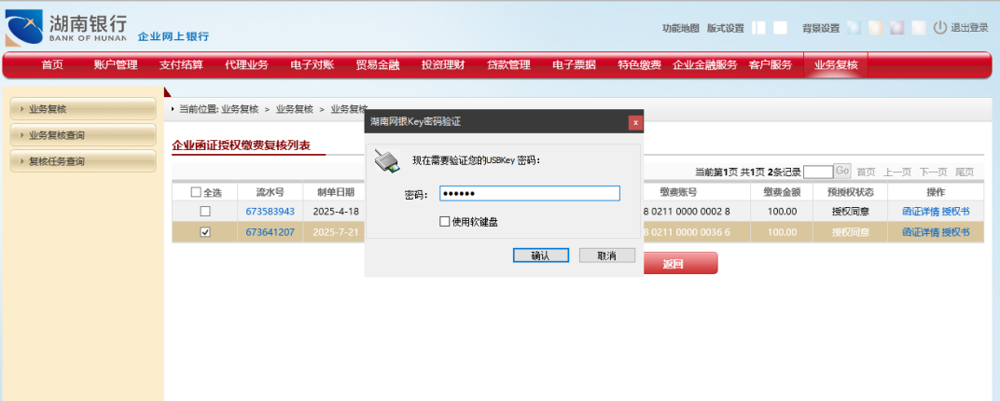 湖南银行
BANK OF HUNAN 企业网上银行
功能地图 版式设置 背景设置 退出登录
首页 账户管理 支付结算 代理业务 电子对账 贸易金融 投资理财 贷款管理 电子票据 特色缴费 企业金融服务 客户服务 业务复核
业务复核
业务复核查询
复核任务查询
当前位置: 业务复核 > 业务复核 > 业务复核
企业函证授权缴费复核列表
湖南网银Key密码验证 x
现在需要验证您的USBKey 密码:
密码: ●●●●●●
使用软键盘
确认 取消
当前第1页 共1页 2条记录 Go 首页 上一页 下一页 尾页
全选 流水号 制单日期 缴费账号 缴费金额 预授权状态 操作
673583943 2025-4-18 8 0211 0000 0002 8 100.00 授权同意 函证详情 授权书
673641207 2025-7-21 8 0211 0000 0036 6 100.00 授权同意 函证详情 授权书
返回